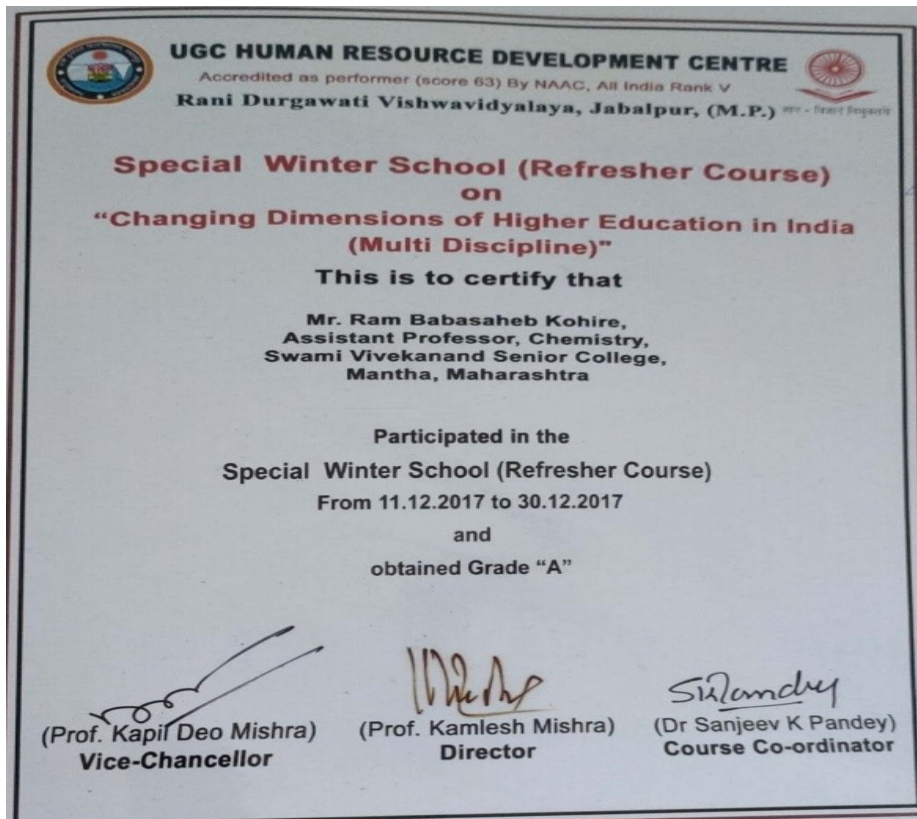 UGC HUMAN RESOURCE DEVELOPMENT CENTRE
Accredited as performer (score 63) By NAAC, All India Rank V
Rani Durgawati Vishwavidyalaya, Jabalpur, (M.P.)
Special Winter School (Refresher Course)
on
“Changing Dimensions of Higher Education in India
(Multi Discipline)"
This is to certify that
Mr. Ram Babasaheb Kohire,
Assistant Professor, Chemistry,
Swami Vivekanand Senior College,
Mantha, Maharashtra
Participated in the
Special Winter School (Refresher Course)
From 11.12.2017 to 30.12.2017
and
obtained Grade “A”
(Prof. Kapil Deo Mishra) (Prof. Kamlesh Mishra) (Dr Sanjeev K Pandey)
Vice-Chancellor Director Course Co-ordinator